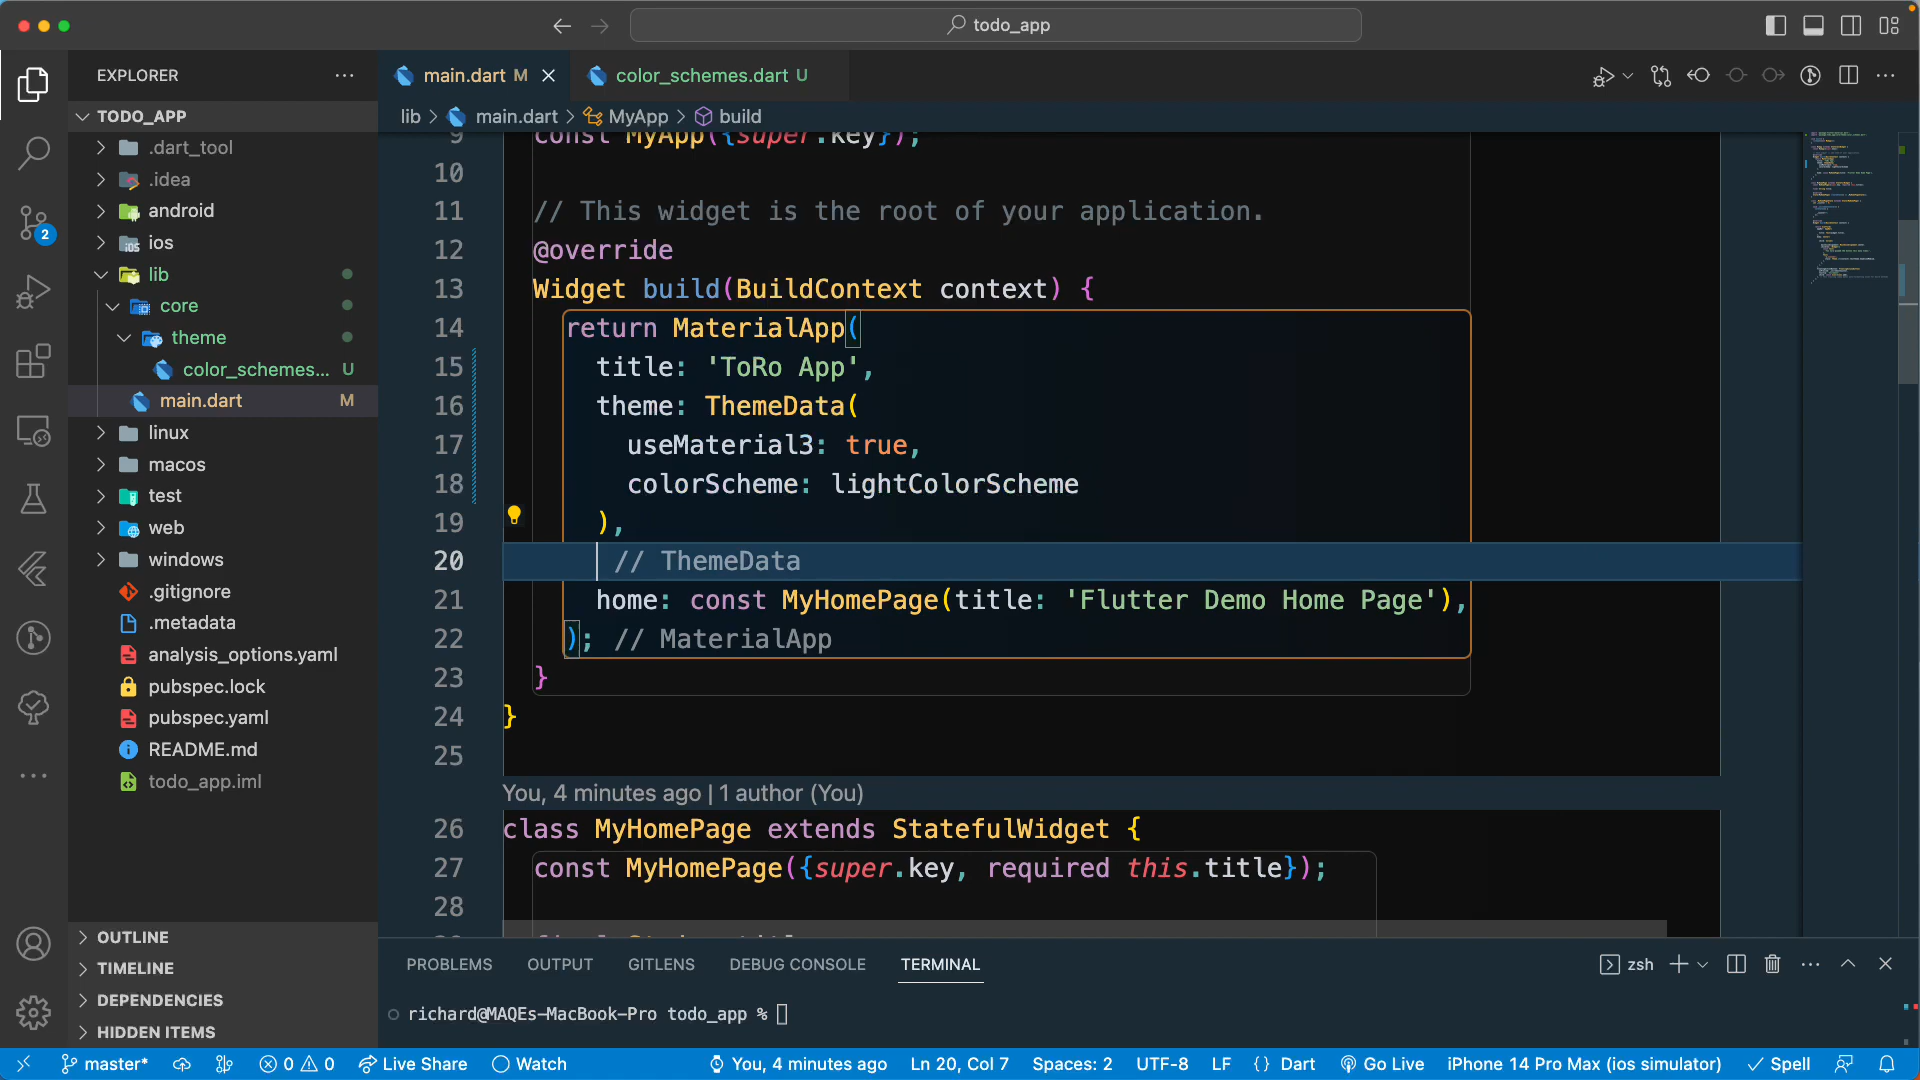 todo_app
EXPLORER
TODO_APP
.dart_tool
.idea
android
ios
lib
core
theme
color_schemes... U
main.dart M
linux
macos
test
web
windows
.gitignore
.metadata
analysis_options.yaml
pubspec.lock
pubspec.yaml
README.md
todo_app.iml
OUTLINE
TIMELINE
DEPENDENCIES
HIDDEN ITEMS
2
main.dart M
color_schemes.dart U
lib > main.dart > MyApp > build
9 const MyApp({super.key});
10
11 // This widget is the root of your application.
12 @override
13 Widget build(BuildContext context) {
14 return MaterialApp(
15 title: 'ToRo App',
16 theme: ThemeData(
17 useMaterial3: true,
18 colorScheme: lightColorScheme
19 ),
20 // ThemeData
21 home: const MyHomePage(title: 'Flutter Demo Home Page'),
22 ); // MaterialApp
23 }
24 }
25
You, 4 minutes ago | 1 author (You)
26 class MyHomePage extends StatefulWidget {
27 const MyHomePage({super.key, required this.title});
28
PROBLEMS OUTPUT GITLENS DEBUG CONSOLE TERMINAL
zsh
richard@MAQEs-MacBook-Pro todo_app %
master* 0 0 Live Share Watch You, 4 minutes ago Ln 20, Col 7 Spaces: 2 UTF-8 LF {} Dart Go Live iPhone 14 Pro Max (ios simulator) Spell